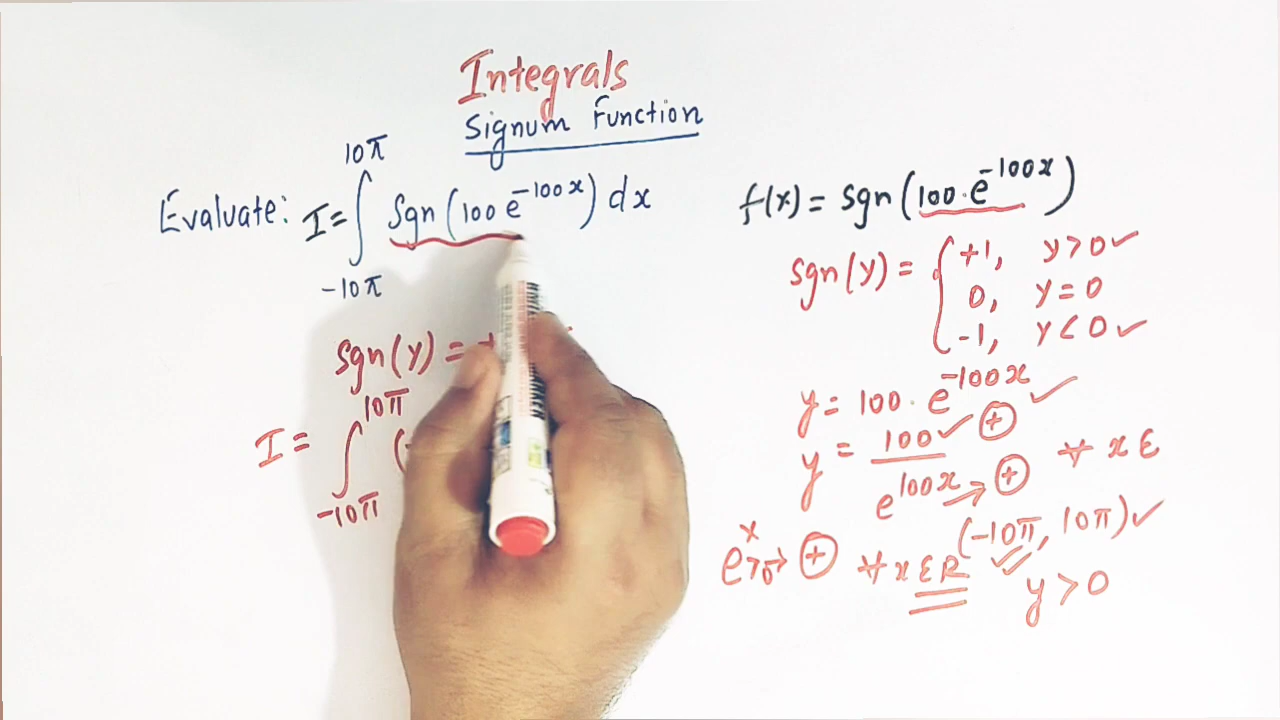 Integrals
Signum Function
Evaluate: I = ∫_{-10π}^{10π} Sgn(100 e^{-100x}) dx
sgn(y) =
I = ∫_{-10π}^{10π} (
f(x) = sgn(100·e^{-100x})
sgn(y) = { +1, y>0 ✓
0, y=0
-1, y<0 ✓
y = 100·e^{-100x} ✓
y = 100/e^{100x} ✓ ⊕ → ⊕ ∀ x ∈
(-10π, 10π) ✓
e^x>0 → ⊕ ∀ x ∈ R
y > 0